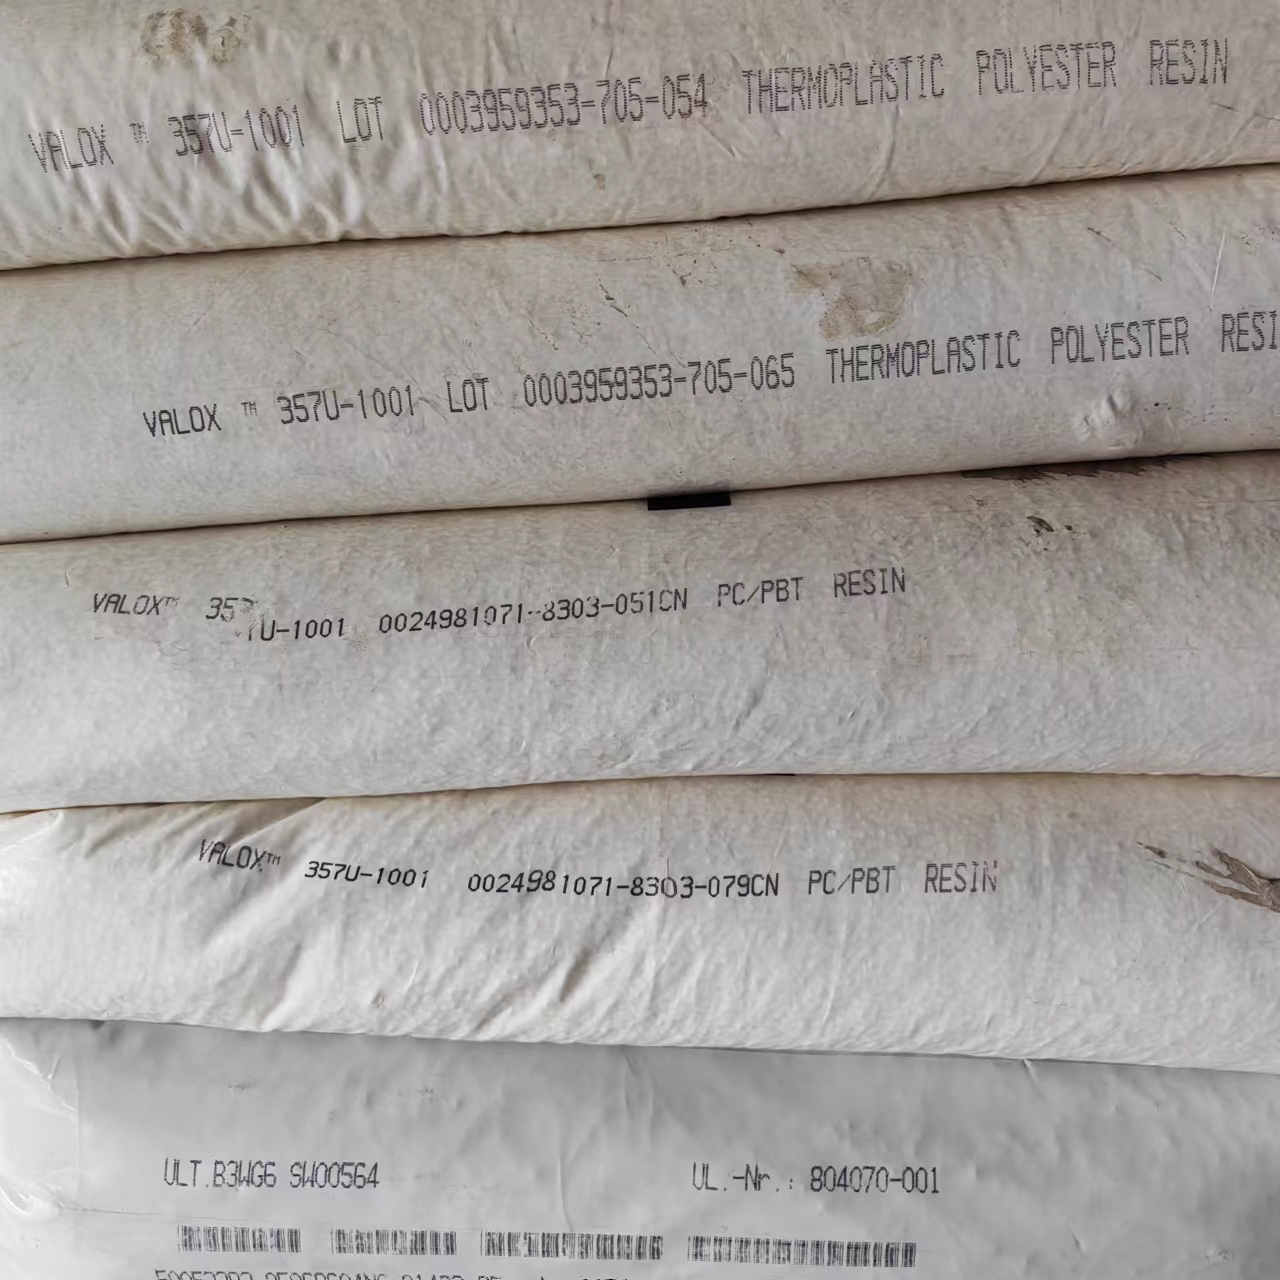 VALOX ™ 357U-1001 LOT 0003959353-705-054 THERMOPLASTIC POLYESTER RESIN
VALOX ™ 357U-1001 LOT 0003959353-705-065 THERMOPLASTIC POLYESTER RESI
VALOX™ 357U-1001 0024981071-8303-051CN PC/PBT RESIN
VALOX™ 357U-1001 0024981071-8303-079CN PC/PBT RESIN
ULT.B3WG6 SW00564 UL.-Nr.: 804070-001